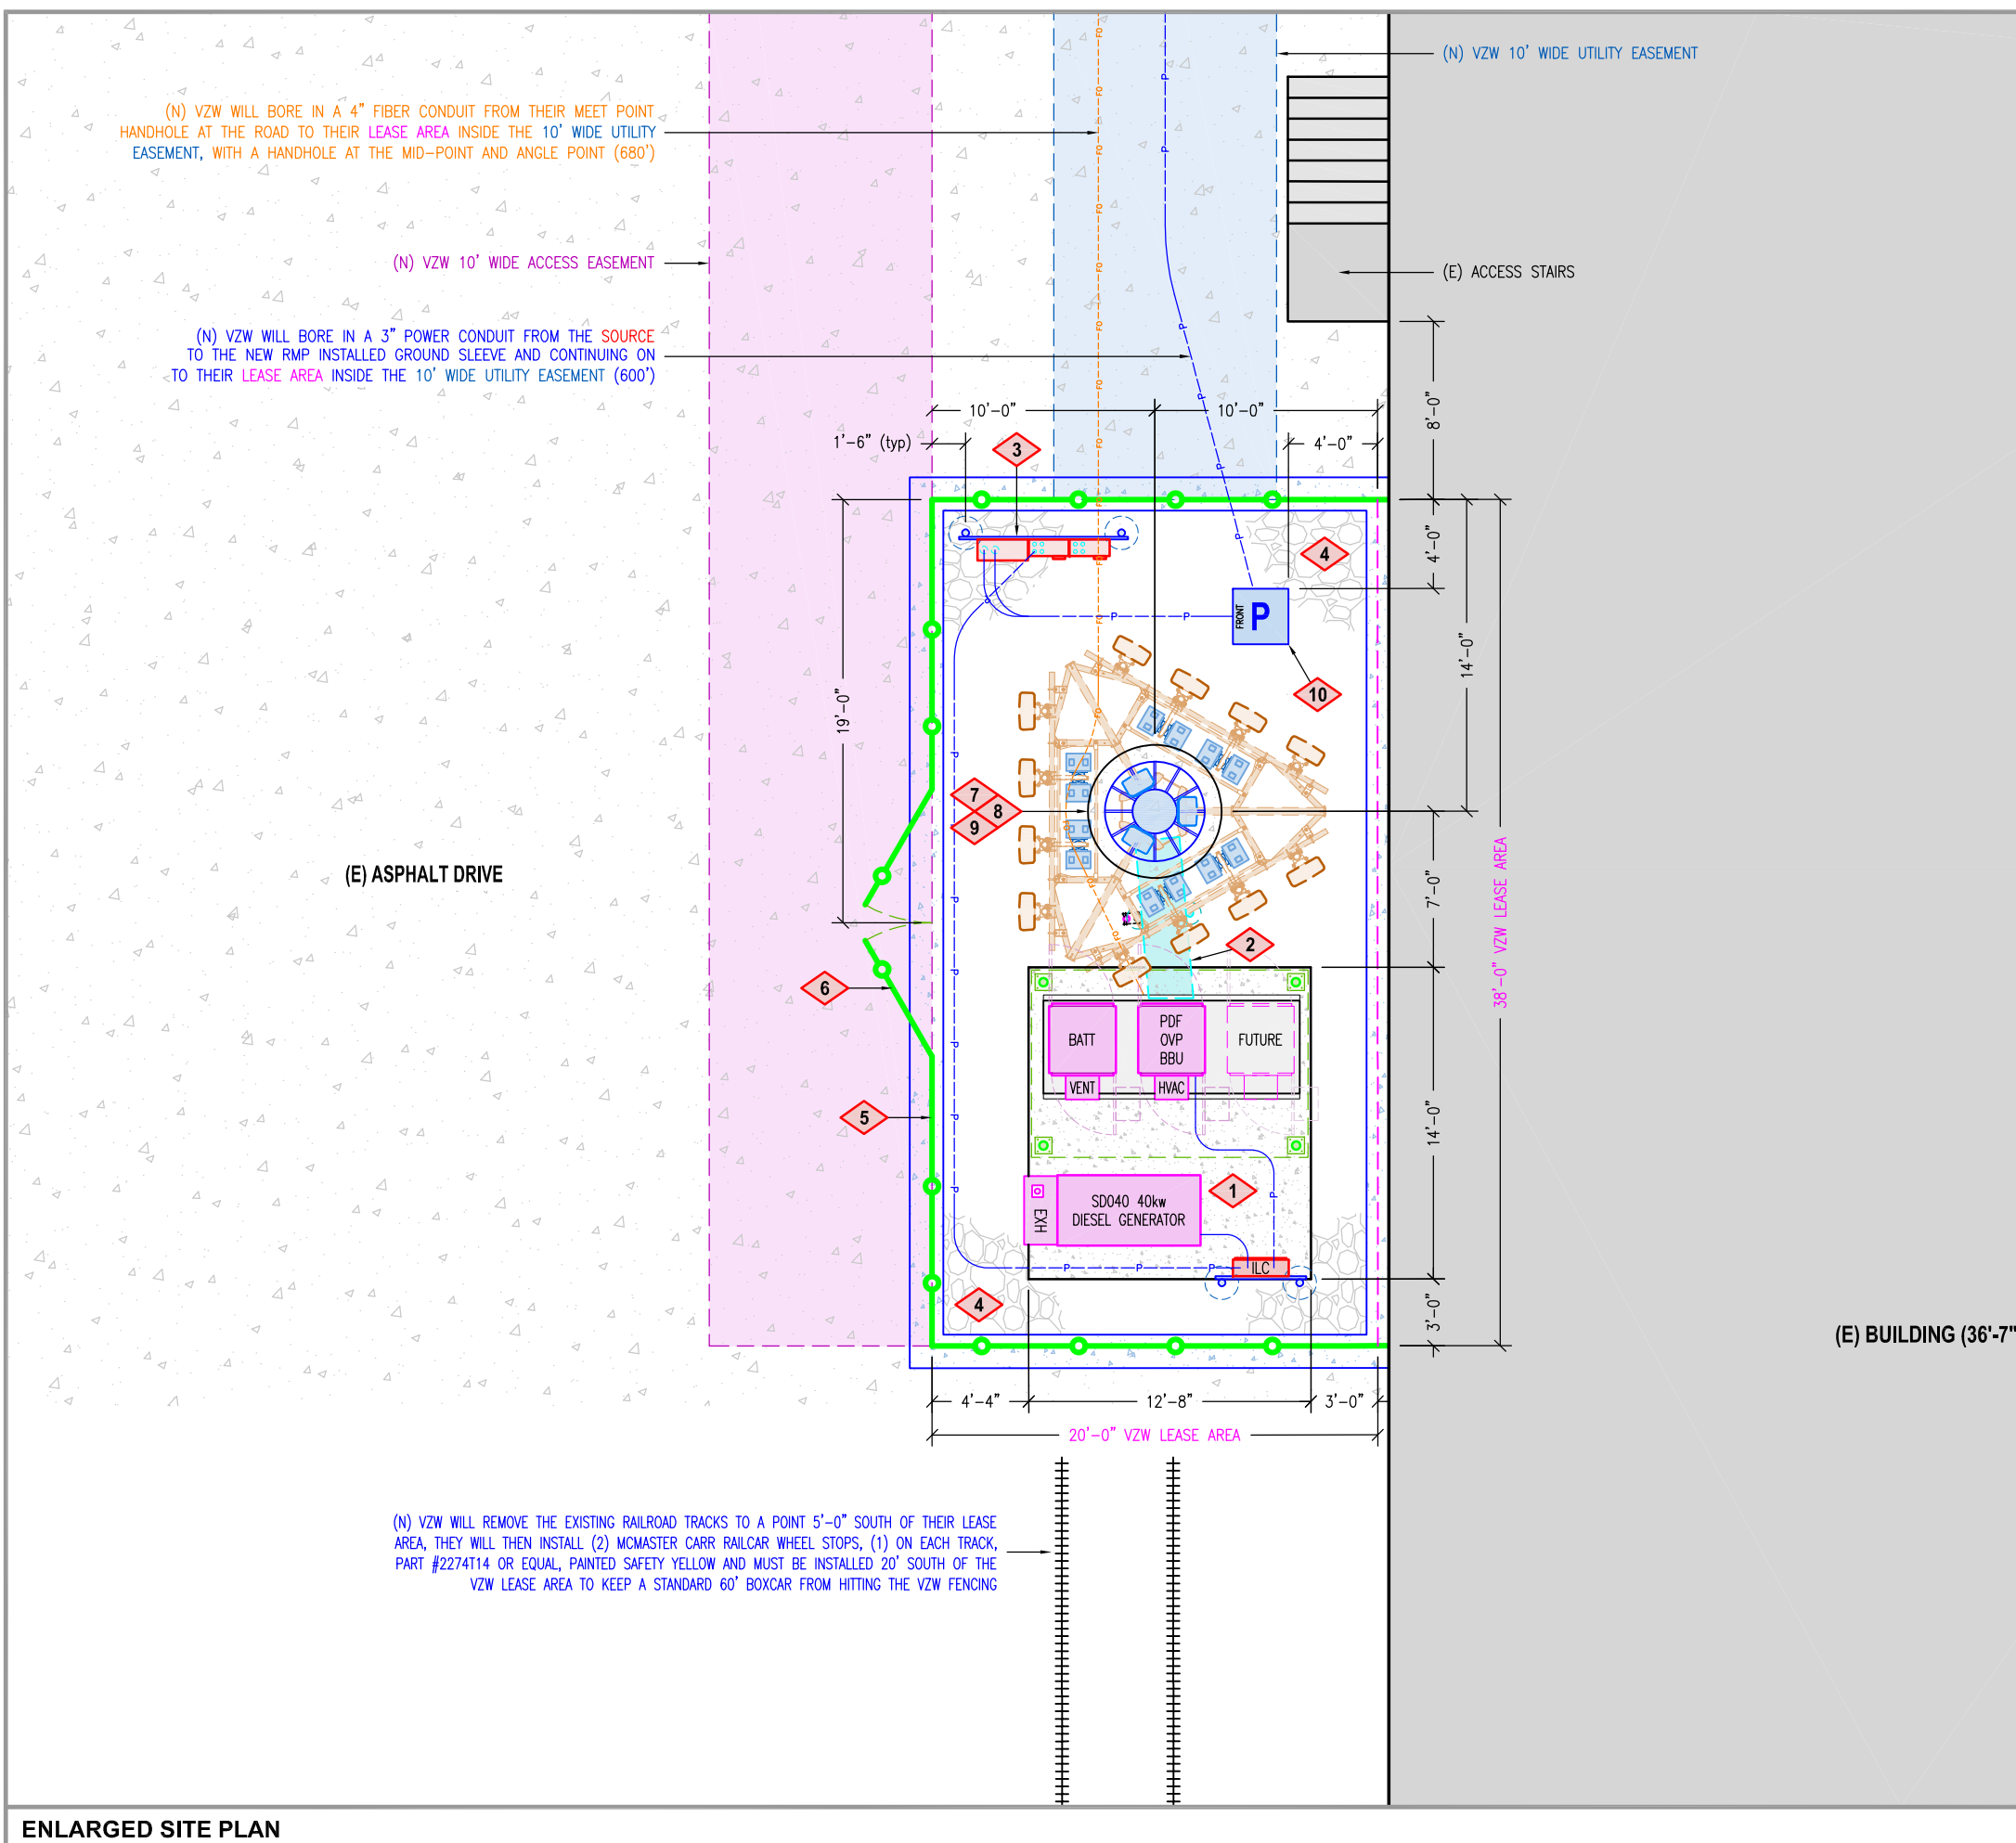 (N) VZW 10' WIDE UTILITY EASEMENT
(N) VZW WILL BORE IN A 4" FIBER CONDUIT FROM THEIR MEET POINT
HANDHOLE AT THE ROAD TO THEIR LEASE AREA INSIDE THE 10' WIDE UTILITY
EASEMENT, WITH A HANDHOLE AT THE MID-POINT AND ANGLE POINT (680')
(N) VZW 10' WIDE ACCESS EASEMENT
(E) ACCESS STAIRS
(N) VZW WILL BORE IN A 3" POWER CONDUIT FROM THE SOURCE
TO THE NEW RMP INSTALLED GROUND SLEEVE AND CONTINUING ON
TO THEIR LEASE AREA INSIDE THE 10' WIDE UTILITY EASEMENT (600')
10'-0"
10'-0"
8'-0"
1'-6" (typ)
3
4'-0"
4
4'-0"
FRONT
P
14'-0"
10
19'-0"
7
8
9
(E) ASPHALT DRIVE
7'-0"
38'-0" VZW LEASE AREA
2
6
BATT
PDF
OVP
BBU
FUTURE
VENT
HVAC
5
14'-0"
1
SD040 40kw
DIESEL GENERATOR
EXH
ILC
4
3'-0"
(E) BUILDING (36'-7"
4'-4"
12'-8"
3'-0"
20'-0" VZW LEASE AREA
(N) VZW WILL REMOVE THE EXISTING RAILROAD TRACKS TO A POINT 5'-0" SOUTH OF THEIR LEASE
AREA, THEY WILL THEN INSTALL (2) MCMASTER CARR RAILCAR WHEEL STOPS, (1) ON EACH TRACK,
PART #2274T14 OR EQUAL, PAINTED SAFETY YELLOW AND MUST BE INSTALLED 20' SOUTH OF THE
VZW LEASE AREA TO KEEP A STANDARD 60' BOXCAR FROM HITTING THE VZW FENCING
ENLARGED SITE PLAN